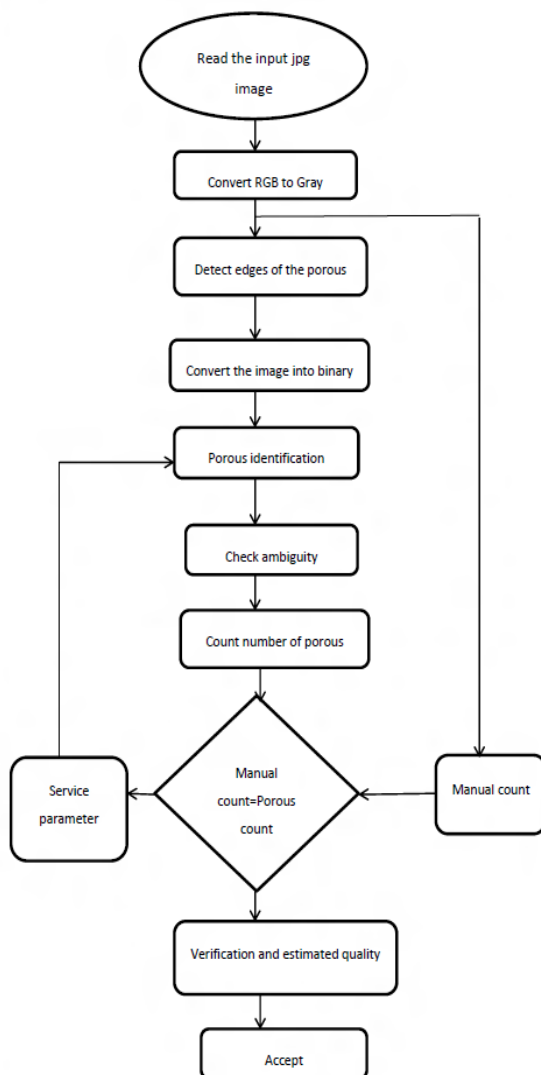 Read the input jpg
image
Convert RGB to Gray
Detect edges of the porous
Convert the image into binary
Porous identification
Check ambiguity
Count number of porous
Manual
count=Porous
count
Service
parameter
Manual count
Verification and estimated quality
Accept